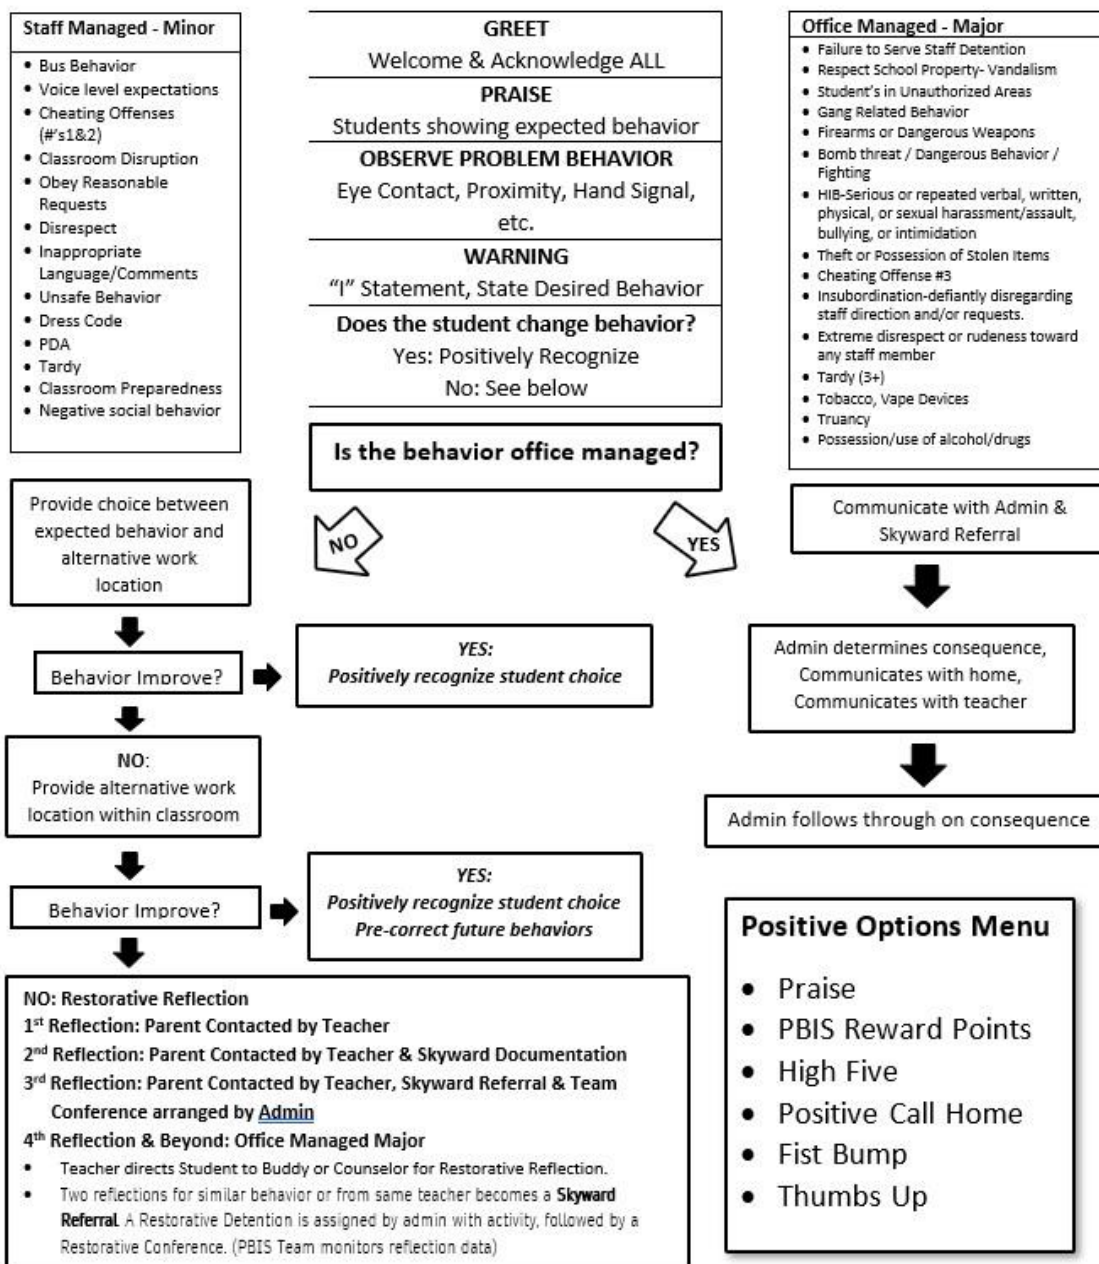 Staff Managed - Minor
• Bus Behavior
• Voice level expectations
• Cheating Offenses
(#'s1&2)
• Classroom Disruption
• Obey Reasonable
Requests
• Disrespect
• Inappropriate
Language/Comments
• Unsafe Behavior
• Dress Code
• PDA
• Tardy
• Classroom Preparedness
• Negative social behavior
GREET
Welcome & Acknowledge ALL
PRAISE
Students showing expected behavior
OBSERVE PROBLEM BEHAVIOR
Eye Contact, Proximity, Hand Signal,
etc.
WARNING
“I” Statement, State Desired Behavior
Does the student change behavior?
Yes: Positively Recognize
No: See below
Office Managed - Major
• Failure to Serve Staff Detention
• Respect School Property- Vandalism
• Student's in Unauthorized Areas
• Gang Related Behavior
• Firearms or Dangerous Weapons
• Bomb threat / Dangerous Behavior /
Fighting
• HIB-Serious or repeated verbal, written,
physical, or sexual harassment/assault,
bullying, or intimidation
• Theft or Possession of Stolen Items
• Cheating Offense #3
• Insubordination-defiantly disregarding
staff direction and/or requests.
• Extreme disrespect or rudeness toward
any staff member
• Tardy (3+)
• Tobacco, Vape Devices
• Truancy
• Possession/use of alcohol/drugs
Is the behavior office managed?
NO
YES
Provide choice between
expected behavior and
alternative work
location
Behavior Improve?
YES:
Positively recognize student choice
NO:
Provide alternative work
location within classroom
Behavior Improve?
YES:
Positively recognize student choice
Pre-correct future behaviors
NO: Restorative Reflection
1st Reflection: Parent Contacted by Teacher
2nd Reflection: Parent Contacted by Teacher & Skyward Documentation
3rd Reflection: Parent Contacted by Teacher, Skyward Referral & Team
Conference arranged by Admin
4th Reflection & Beyond: Office Managed Major
• Teacher directs Student to Buddy or Counselor for Restorative Reflection.
• Two reflections for similar behavior or from same teacher becomes a Skyward
Referral. A Restorative Detention is assigned by admin with activity, followed by a
Restorative Conference. (PBIS Team monitors reflection data)
Communicate with Admin &
Skyward Referral
Admin determines consequence,
Communicates with home,
Communicates with teacher
Admin follows through on consequence
Positive Options Menu
• Praise
• PBIS Reward Points
• High Five
• Positive Call Home
• Fist Bump
• Thumbs Up